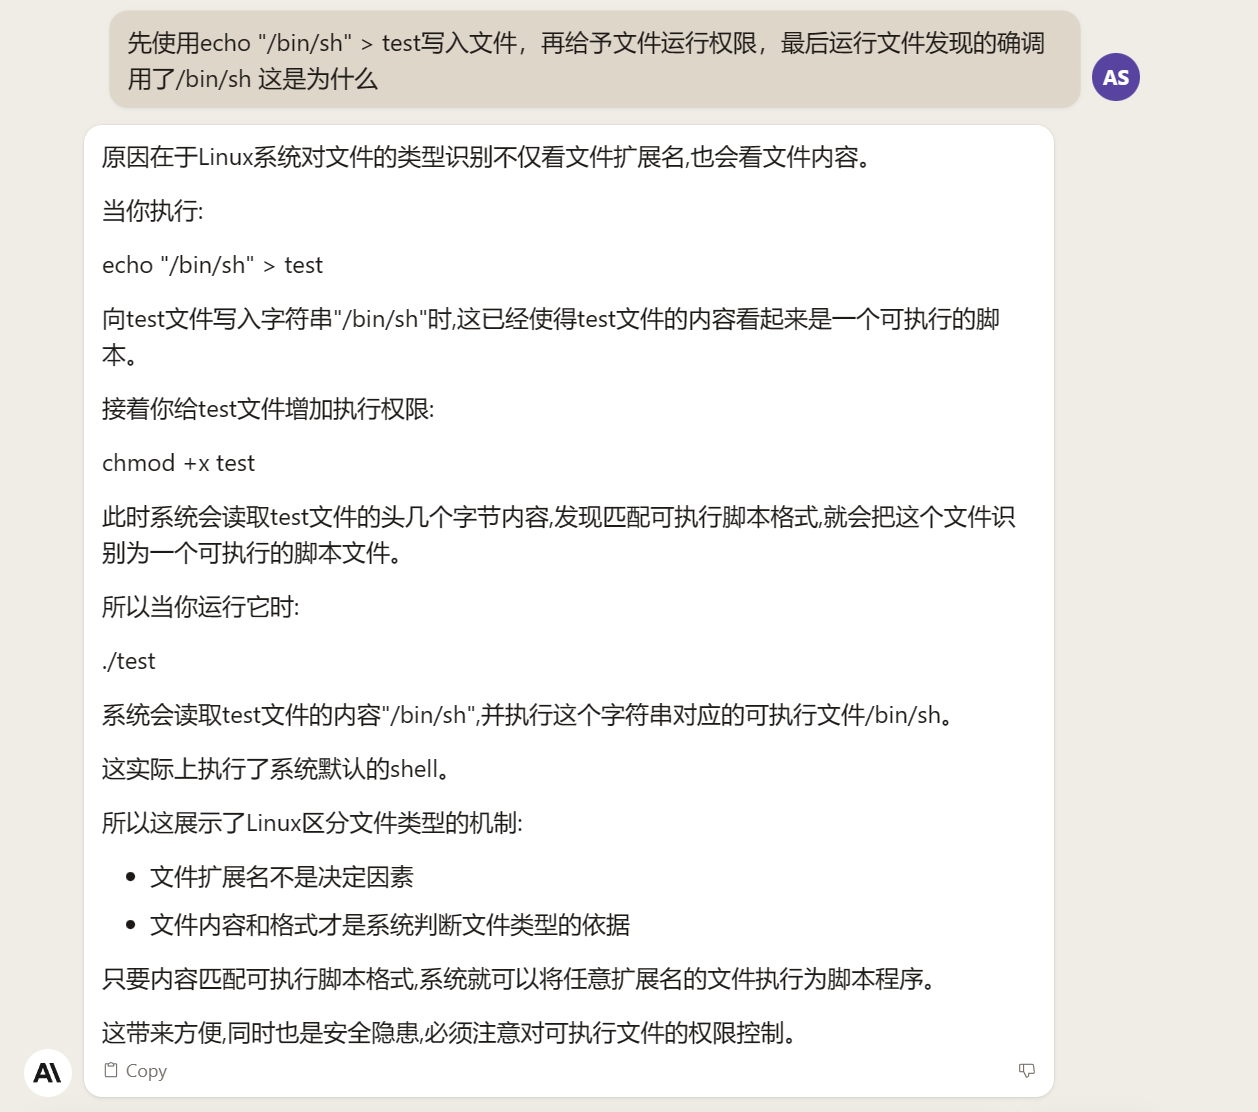 先使用echo "/bin/sh" > test写入文件，再给予文件运行权限，最后运行文件发现的确调
用了/bin/sh 这是为什么
AS
原因在于Linux系统对文件的类型识别不仅看文件扩展名,也会看文件内容。
当你执行:
echo "/bin/sh" > test
向test文件写入字符串"/bin/sh"时,这已经使得test文件的内容看起来是一个可执行的脚
本。
接着你给test文件增加执行权限:
chmod +x test
此时系统会读取test文件的头几个字节内容,发现匹配可执行脚本格式,就会把这个文件识
别为一个可执行的脚本文件。
所以当你运行它时:
./test
系统会读取test文件的内容"/bin/sh",并执行这个字符串对应的可执行文件/bin/sh。
这实际上执行了系统默认的shell。
所以这展示了Linux区分文件类型的机制:
• 文件扩展名不是决定因素
• 文件内容和格式才是系统判断文件类型的依据
只要内容匹配可执行脚本格式,系统就可以将任意扩展名的文件执行为脚本程序。
这带来方便,同时也是安全隐患,必须注意对可执行文件的权限控制。
A\
Copy